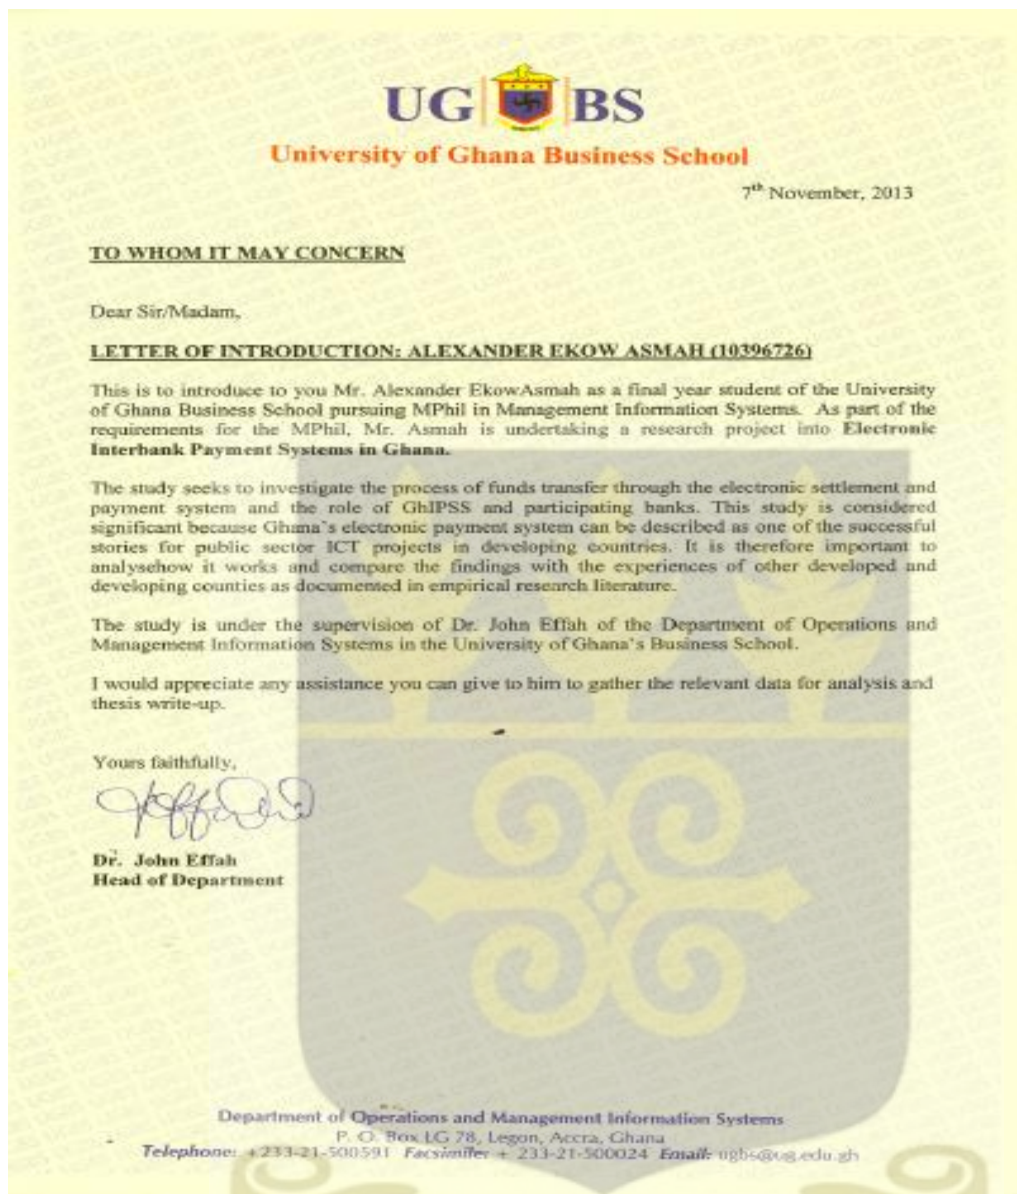 UG BS
University of Ghana Business School
7th November, 2013
TO WHOM IT MAY CONCERN
Dear Sir/Madam,
LETTER OF INTRODUCTION: ALEXANDER EKOW ASMAH (10396726)
This is to introduce to you Mr. Alexander EkowAsmah as a final year student of the University
of Ghana Business School pursuing MPhil in Management Information Systems. As part of the
requirements for the MPhil, Mr. Asmah is undertaking a research project into Electronic
Interbank Payment Systems in Ghana.
The study seeks to investigate the process of funds transfer through the electronic settlement and
payment system and the role of GhIPSS and participating banks. This study is considered
significant because Ghana's electronic payment system can be described as one of the successful
stories for public sector ICT projects in developing countries. It is therefore important to
analysehow it works and compare the findings with the experiences of other developed and
developing counties as documented in empirical research literature.
The study is under the supervision of Dr. John Effah of the Department of Operations and
Management Information Systems in the University of Ghana's Business School.
I would appreciate any assistance you can give to him to gather the relevant data for analysis and
thesis write-up.
Yours faithfully,
Dr. John Effah
Head of Department
Department of Operations and Management Information Systems
P. O. Box LG 78, Legon, Accra, Ghana
Telephone: +233-21-500591 Facsimiler + 233-21-500024 Email: ugbs@ug.edu.gh